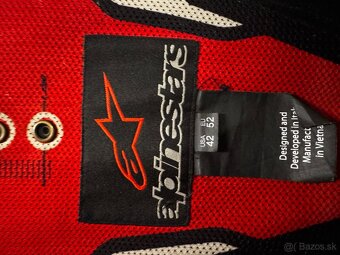 alpinestars
USA EU
42 52
Designed and
Developed in Ita
Manufact
in Vietna
Bazos.sk